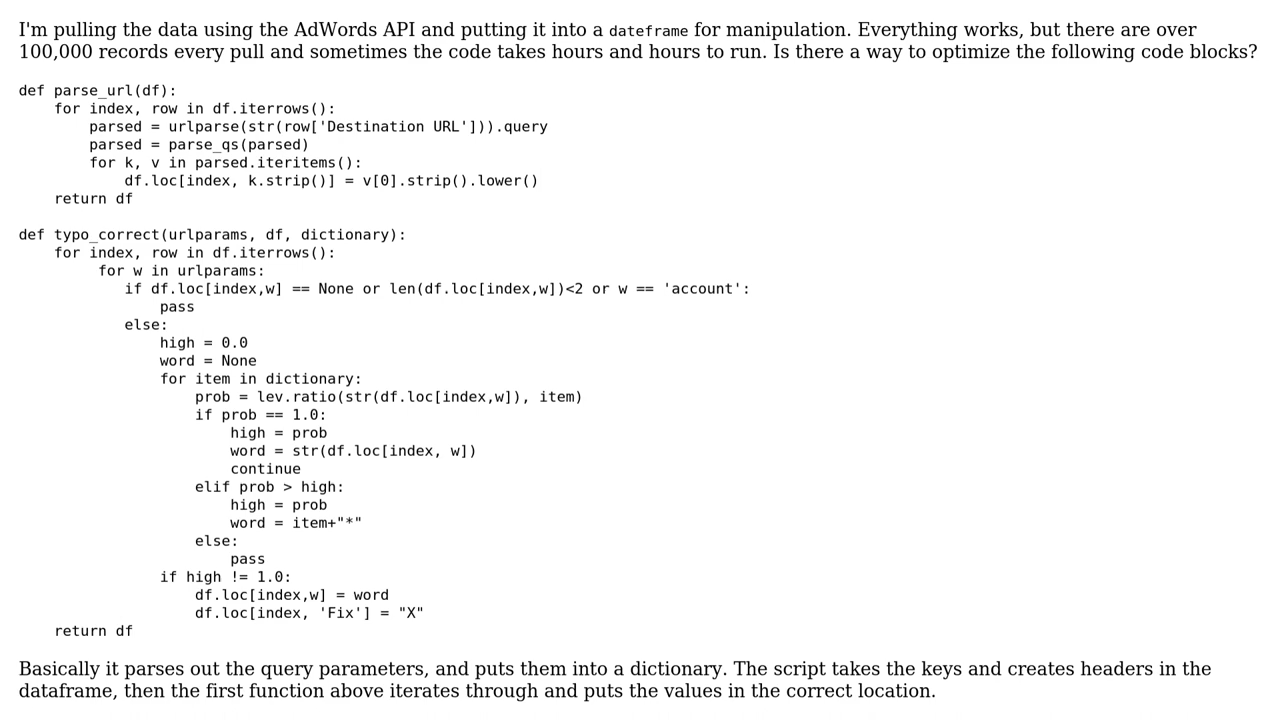 I'm pulling the data using the AdWords API and putting it into a dateframe for manipulation. Everything works, but there are over
100,000 records every pull and sometimes the code takes hours and hours to run. Is there a way to optimize the following code blocks?
def parse_url(df):
    for index, row in df.iterrows():
        parsed = urlparse(str(row['Destination URL'])).query
        parsed = parse_qs(parsed)
        for k, v in parsed.iteritems():
            df.loc[index, k.strip()] = v[0].strip().lower()
    return df
def typo_correct(urlparams, df, dictionary):
    for index, row in df.iterrows():
         for w in urlparams:
            if df.loc[index,w] == None or len(df.loc[index,w])<2 or w == 'account':
                pass
            else:
                high = 0.0
                word = None
                for item in dictionary:
                    prob = lev.ratio(str(df.loc[index,w]), item)
                    if prob == 1.0:
                        high = prob
                        word = str(df.loc[index, w])
                        continue
                    elif prob > high:
                        high = prob
                        word = item+"*"
                    else:
                        pass
                if high != 1.0:
                    df.loc[index,w] = word
                    df.loc[index, 'Fix'] = "X"
    return df
Basically it parses out the query parameters, and puts them into a dictionary. The script takes the keys and creates headers in the
dataframe, then the first function above iterates through and puts the values in the correct location.